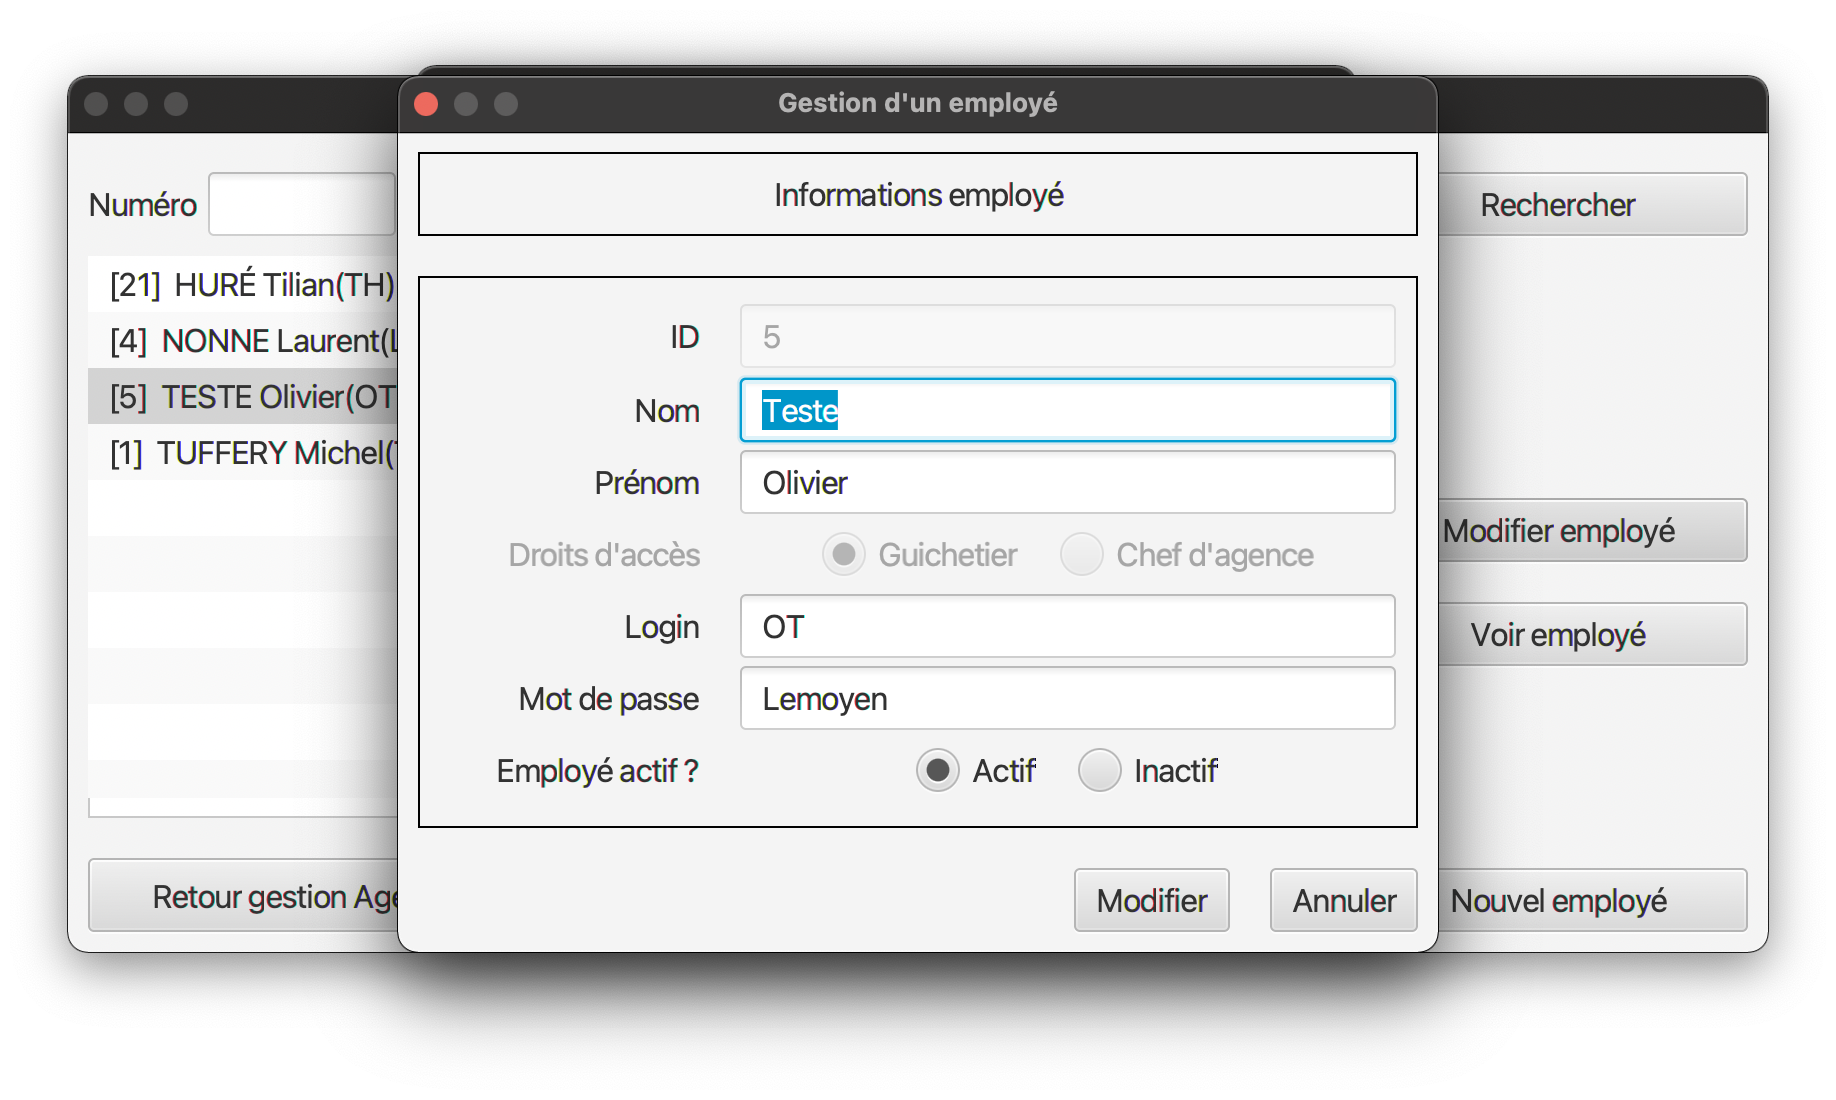 Gestion d'un employé
Numéro
Rechercher
[21] HURÉ Tilian(TH)
[4] NONNE Laurent(
[5] TESTE Olivier(OT
[1] TUFFERY Michel(
Informations employé
ID 5
Nom Teste
Prénom Olivier
Droits d'accès Guichetier Chef d'agence
Login OT
Mot de passe Lemoyen
Employé actif ? Actif Inactif
Modifier Annuler
Modifier employé
Voir employé
Retour gestion Age
Nouvel employé